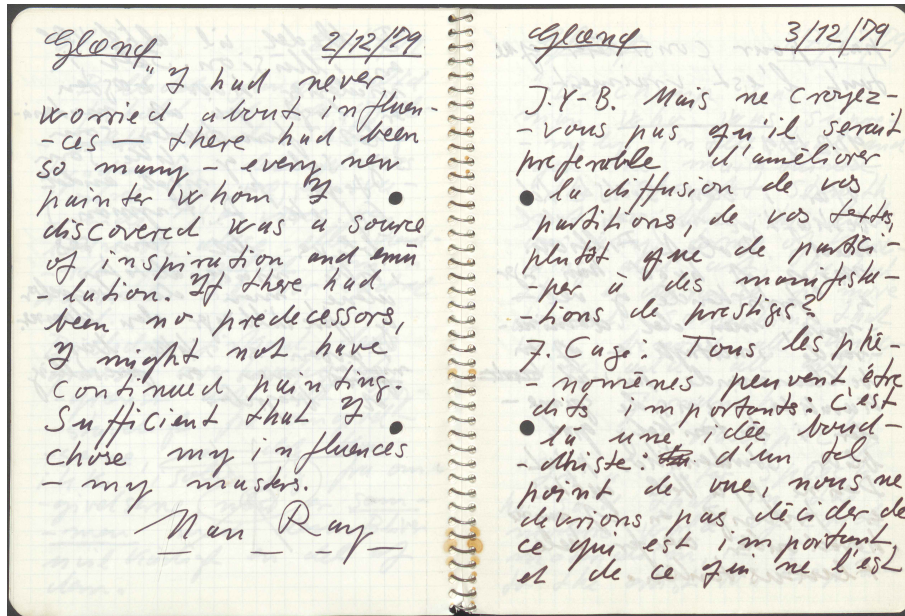 Glænø 2/12/79
"I had never
worried about influen-
-ces — there had been
so many — every new
painter whom I
discovered was a source
of inspiration and emu
-lation. If there had
been no predecessors,
I might not have
continued painting.
Sufficient that I
chose my influences
— my masters.
Man Ray
Glænø 3/12/79
J.Y-B. Mais ne croyez-
-vous pas qu'il serait
preferable d'améliorer
la diffusion de vos
partitions, de vos textes,
plutôt que de partici-
-per à des manifesta-
-tions de prestiges?
J. Cage: Tous les phé-
-nomènes peuvent être
dits importants: C'est
là une idée boud-
-dhiste: d'un tel
point de vue, nous ne
devrions pas décider de
ce qui est important
et de ce qui ne l'est